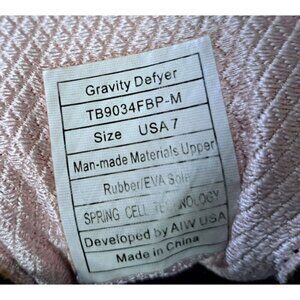 Gravity Defyer
TB9034FBP-M
Size USA 7
Man-made Materials Upper
Rubber/EVA Sole
SPRING CELL TECHNOLOGY
Developed by AIW USA
Made in China